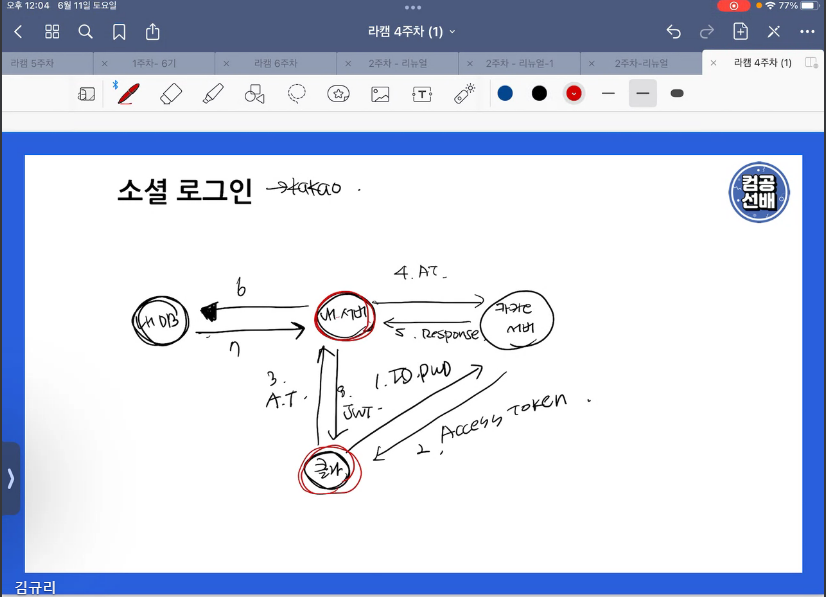 오후 12:04 6월 11일 토요일
77%
라캠 4주차 (1)
라캠 5주차
1주차- 6기
라캠 6주차
2주차 - 리뉴얼
2주차 - 리뉴얼-1
2주차-리뉴얼
라캠 4주차 (1)
소셜 로그인 →kakao .
컴공
선배
4. AT.
6
내 DB
내 서버
카카오
서버
5. Response.
7
3.
A.T.
8.
JWT-
1. ID.PWD
2. Access Token .
클라
김규리